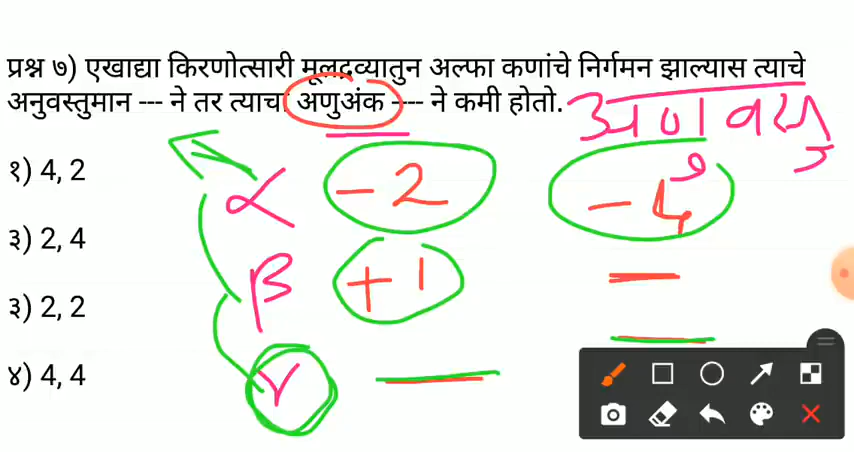 प्रश्न ७) एखाद्या किरणोत्सारी मूलद्रव्यातुन अल्फा कणांचे निर्गमन झाल्यास त्याचे
अनुवस्तुमान --- ने तर त्याचा अणुअंक ---- ने कमी होतो.
अणुवस्तु
१) 4, 2
α -2 -4
३) 2, 4
β +1 —
३) 2, 2
४) 4, 4
γ — —